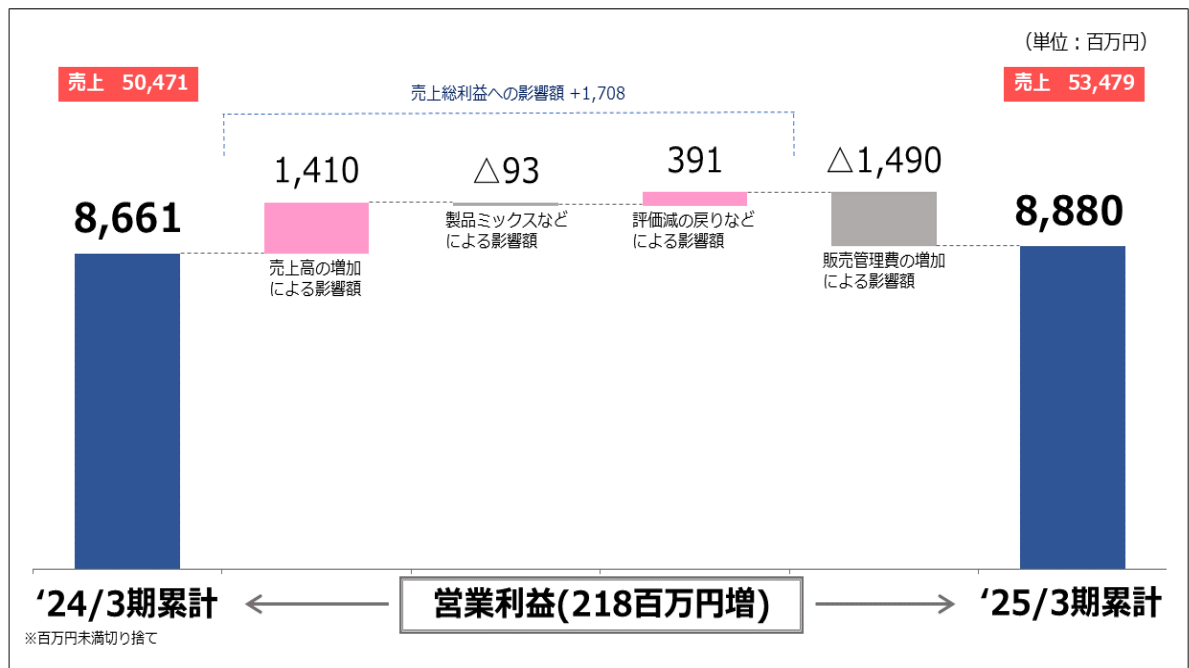 （単位：百万円）
売上　50,471
売上　53,479
売上総利益への影響額 +1,708
8,661
1,410
売上高の増加
による影響額
△93
製品ミックスなど
による影響額
391
評価減の戻りなど
による影響額
△1,490
販売管理費の増加
による影響額
8,880
‘24/3期累計
営業利益(218百万円増)
‘25/3期累計
※百万円未満切り捨て